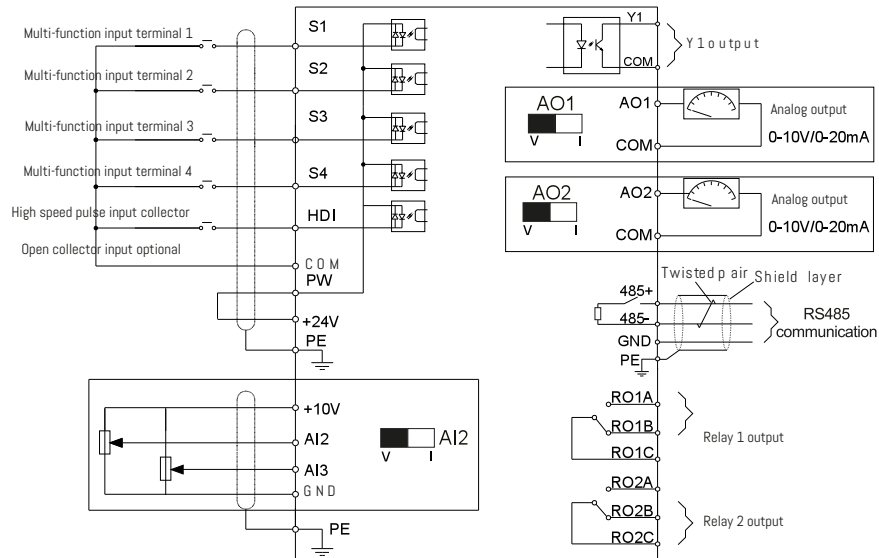 Multi-function input terminal 1
S1
Multi-function input terminal 2
S2
Multi-function input terminal 3
S3
Multi-function input terminal 4
S4
High speed pulse input collector
HDI
Open collector input optional
COM
PW
+24V
PE
+10V
AI2
AI3
GND
V I
AI2
PE
Y1
COM
Y1 output
AO1
V I
AO1
COM
Analog output
0-10V/0-20mA
AO2
V I
AO2
COM
Analog output
0-10V/0-20mA
Twisted pair
Shield layer
485+
485-
GND
PE
RS485
communication
RO1A
RO1B
RO1C
Relay 1 output
RO2A
RO2B
RO2C
Relay 2 output